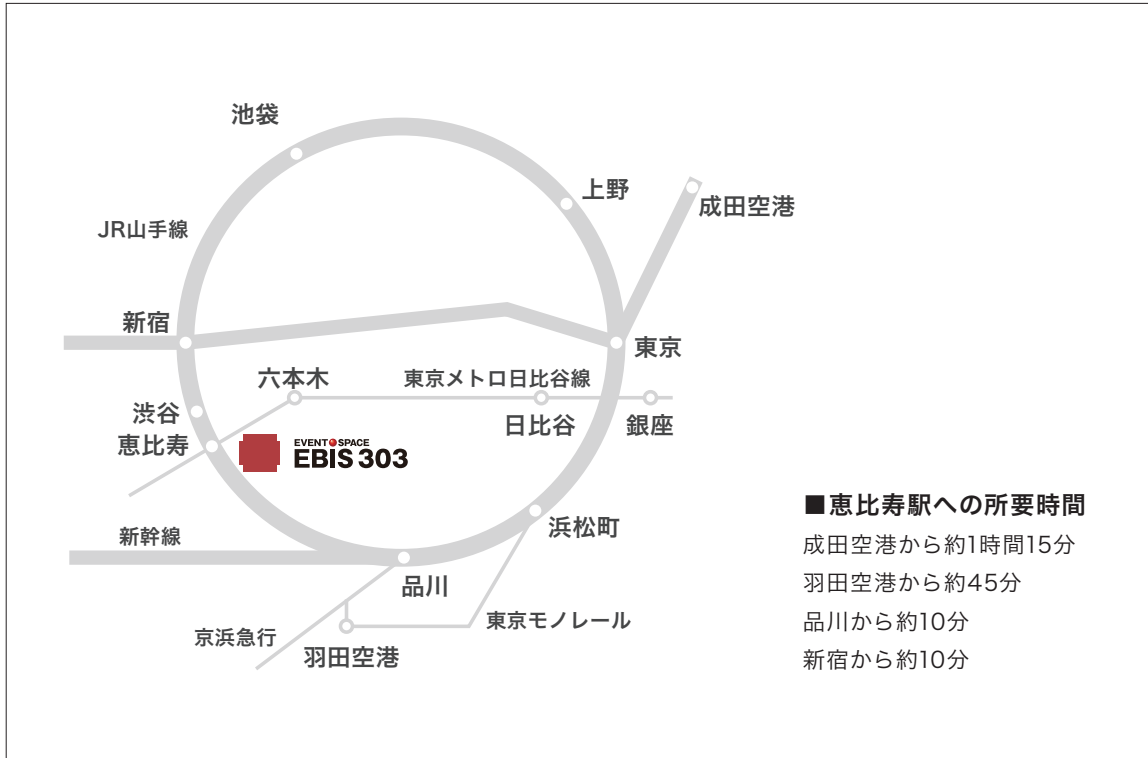 池袋
上野
成田空港
JR山手線
新宿
東京
六本木
東京メトロ日比谷線
渋谷
日比谷
銀座
恵比寿
EVENT SPACE
EBIS 303
■恵比寿駅への所要時間
浜松町
新幹線
成田空港から約1時間15分
羽田空港から約45分
品川
品川から約10分
東京モノレール
京浜急行
羽田空港
新宿から約10分